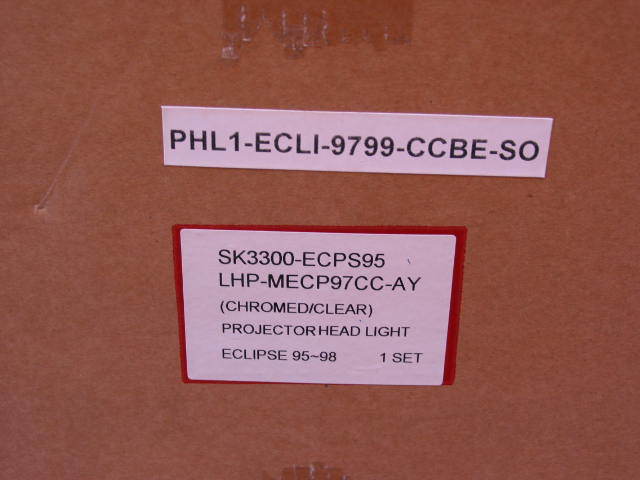 PHL1-ECLI-9799-CCBE-SO
SK3300-ECPS95
LHP-MECP97CC-AY
(CHROMED/CLEAR)
PROJECTOR HEAD LIGHT
ECLIPSE 95~98 1 SET